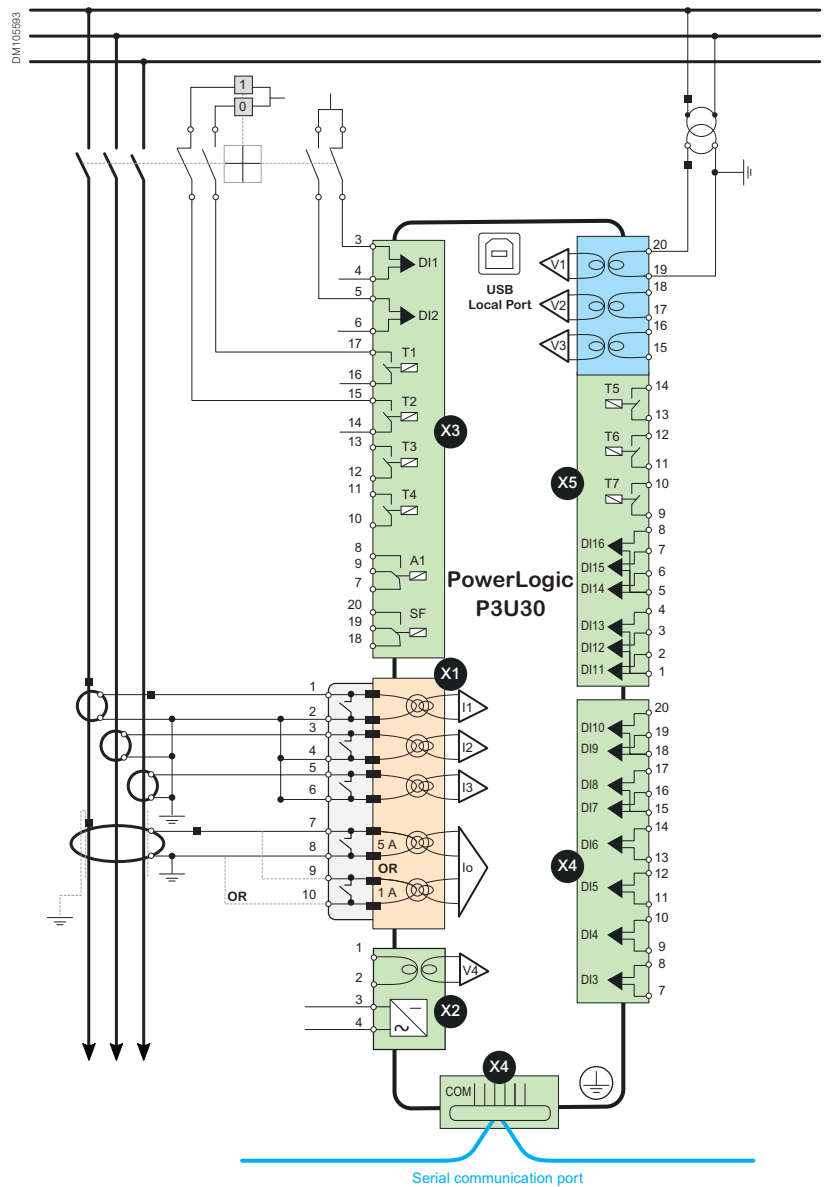 DM105593
1
0
3
4
5
6
17
16
15
14
13
12
11
10
8
9
7
20
19
18
DI1
DI2
T1
T2
T3
T4
A1
SF
X3
USB
Local Port
PowerLogic
P3U30
V1
V2
V3
20
19
18
17
16
15
T5
T6
T7
X5
14
13
12
11
10
9
8
7
6
5
4
3
2
1
DI16
DI15
DI14
DI13
DI12
DI11
X1
1
2
3
4
5
6
7
8
9
10
I1
I2
I3
5 A
OR
1 A
Io
OR
DI10
DI9
DI8
DI7
DI6
DI5
DI4
DI3
X4
20
19
18
17
16
15
14
13
12
11
10
9
8
7
1
2
3
4
V4
X2
X4
COM
Serial communication port